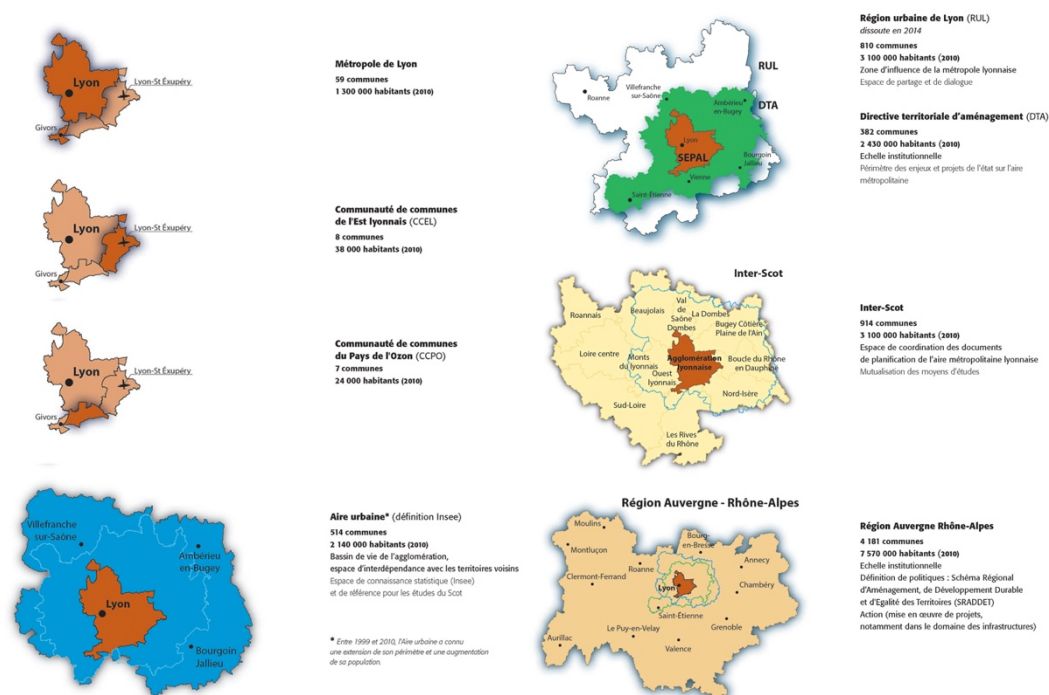 Lyon
Lyon-St Éxupéry
Givors
Métropole de Lyon
59 communes
1 300 000 habitants (2010)
Lyon
Lyon-St Éxupéry
Givors
Communauté de communes
de l'Est lyonnais (CCEL)
8 communes
38 000 habitants (2010)
Lyon
Lyon-St Éxupéry
Givors
Communauté de communes
du Pays de l'Ozon (CCPO)
7 communes
24 000 habitants (2010)
Villefranche
sur-Saône
Ambérieu
en-Bugey
Lyon
Bourgoin
Jallieu
Aire urbaine* (définition Insee)
514 communes
2 140 000 habitants (2010)
Bassin de vie de l'agglomération,
espace d'interdépendance avec les territoires voisins
Espace de connaissance statistique (Insee)
et de référence pour les études du Scot
* Entre 1999 et 2010, l'Aire urbaine a connu
une extension de son périmètre et une augmentation
de sa population.
RUL
Roanne
Villefranche
sur-Saône
Ambérieu
en-Bugey
DTA
Lyon
SEPAL
Bourgoin
Jallieu
Vienne
Saint-Étienne
Région urbaine de Lyon (RUL)
dissoute en 2014
810 communes
3 100 000 habitants (2010)
Zone d'influence de la métropole lyonnaise
Espace de partage et de dialogue
Directive territoriale d'aménagement (DTA)
382 communes
2 430 000 habitants (2010)
Echelle institutionnelle
Périmètre des enjeux et projets de l'état sur l'aire
métropolitaine
Inter-Scot
Roannais
Beaujolais
Val
de
Saône
Dombes
La Dombes
Bugey Côtière
Plaine de l'Ain
Loire centre
Monts
du lyonnais
Agglomération
lyonnaise
Ouest
lyonnais
Boucle du Rhône
en Dauphiné
Sud-Loire
Nord-Isère
Les Rives
du Rhône
Inter-Scot
914 communes
3 100 000 habitants (2010)
Espace de coordination des documents
de planification de l'aire métropolitaine lyonnaise
Mutualisation des moyens d'études
Région Auvergne - Rhône-Alpes
Moulins
Montluçon
Bourg-
en-Bresse
Roanne
Annecy
Clermont-Ferrand
Lyon
Chambéry
Saint-Étienne
Le Puy-en-Velay
Grenoble
Aurillac
Valence
Région Auvergne Rhône-Alpes
4 181 communes
7 570 000 habitants (2010)
Echelle institutionnelle
Définition de politiques : Schéma Régional
d'Aménagement, de Développement Durable
et d'Egalité des Territoires (SRADDET)
Action (mise en œuvre de projets,
notamment dans le domaine des infrastructures)